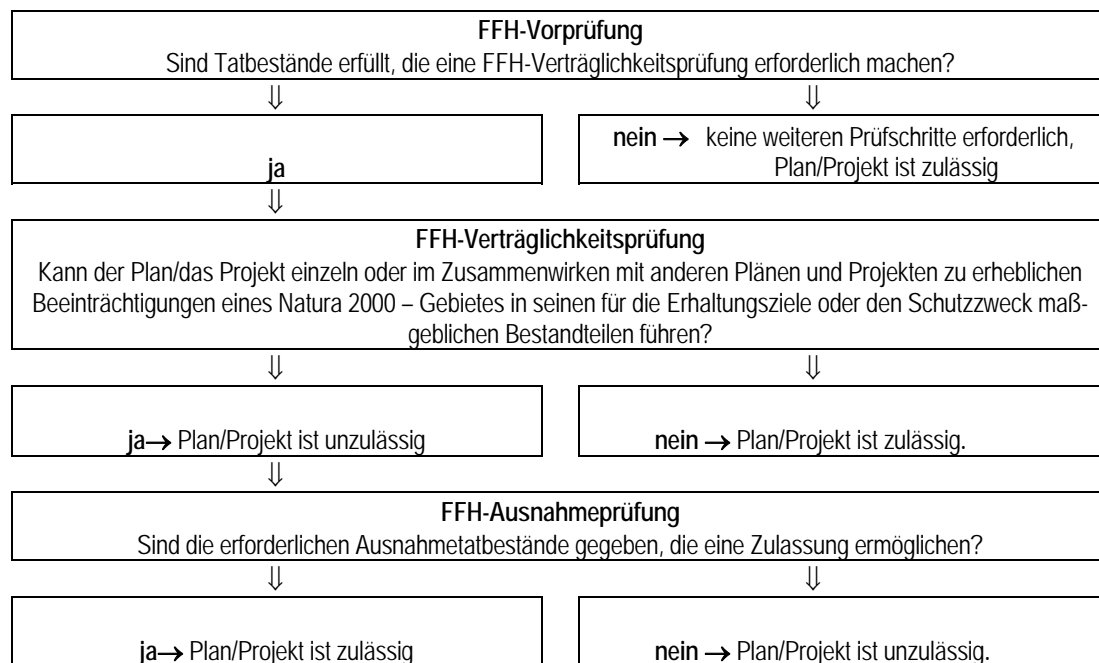 FFH-Vorprüfung
Sind Tatbestände erfüllt, die eine FFH-Verträglichkeitsprüfung erforderlich machen?
⇓ ⇓
ja
nein → keine weiteren Prüfschritte erforderlich,
Plan/Projekt ist zulässig
⇓
FFH-Verträglichkeitsprüfung
Kann der Plan/das Projekt einzeln oder im Zusammenwirken mit anderen Plänen und Projekten zu erheblichen
Beeinträchtigungen eines Natura 2000 – Gebietes in seinen für die Erhaltungsziele oder den Schutzzweck maß-
geblichen Bestandteilen führen?
⇓ ⇓
ja→ Plan/Projekt ist unzulässig
nein → Plan/Projekt ist zulässig.
⇓
FFH-Ausnahmeprüfung
Sind die erforderlichen Ausnahmetatbestände gegeben, die eine Zulassung ermöglichen?
⇓ ⇓
ja→ Plan/Projekt ist zulässig
nein → Plan/Projekt ist unzulässig.